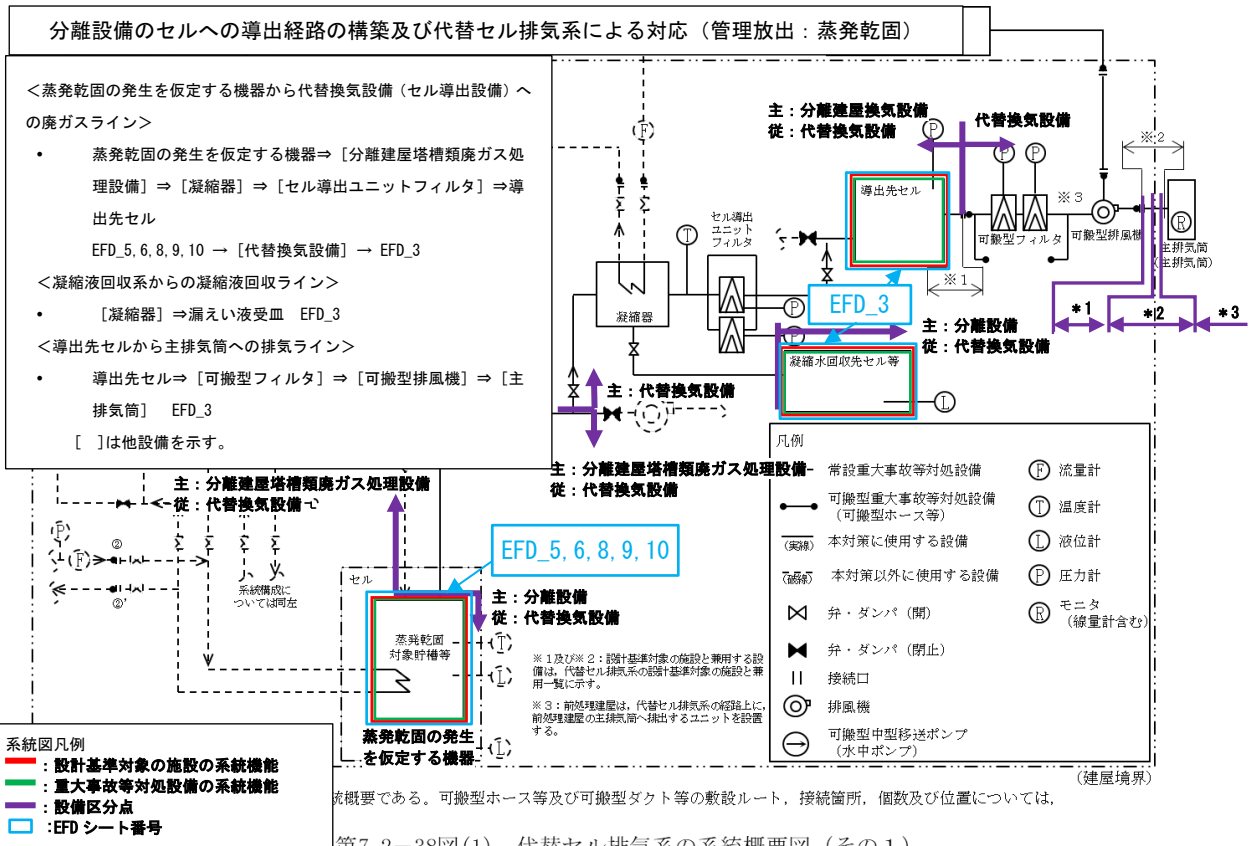 分離設備のセルへの導出経路の構築及び代替セル排気系による対応（管理放出：蒸発乾固）
＜蒸発乾固の発生を仮定する機器から代替換気設備（セル導出設備）へ
の廃ガスライン＞
• 蒸発乾固の発生を仮定する機器⇒［分離建屋塔槽類廃ガス処
理設備］⇒［凝縮器］⇒［セル導出ユニットフィルタ］⇒導
出先セル
EFD_5, 6, 8, 9, 10 → ［代替換気設備］→ EFD_3
＜凝縮液回収系からの凝縮液回収ライン＞
• ［凝縮器］⇒漏えい液受皿 EFD_3
＜導出先セルから主排気筒への排気ライン＞
• 導出先セル⇒［可搬型フィルタ］⇒［可搬型排風機］⇒［主
排気筒］ EFD_3
［ ］は他設備を示す。
主：分離建屋換気設備
従：代替換気設備
代替換気設備
※2
F
P
P
P
導出先セル
※3
可搬型フィルタ
可搬型排風機
R
主排気筒
(主排気筒)
セル導出
ユニット
フィルタ
T
凝縮器
P
P
※1
EFD_3
＊1
＊2
＊3
主：分離設備
従：代替換気設備
凝縮水回収先セル等
L
主：代替換気設備
主：分離建屋塔槽類廃ガス処理設備
従：代替換気設備
主：分離建屋塔槽類廃ガス処理設備
従：代替換気設備
P
F
②
②'
系統構成に
ついては同左
EFD_5, 6, 8, 9, 10
セル
主：分離設備
従：代替換気設備
蒸発乾固
対象貯槽等
T
L
L
蒸発乾固の発生
を仮定する機器
※1及び※2：設計基準対象の施設と兼用する設
備は、代替セル排気系の設計基準対象の施設と兼
用一覧に示す。
※3：前処理建屋は，代替セル排気系の経路上に，
前処理建屋の主排気筒へ排出するユニットを設置
する。
凡例
常設重大事故等対処設備
可搬型重大事故等対処設備
（可搬型ホース等）
(実線) 本対策に使用する設備
(破線) 本対策以外に使用する設備
弁・ダンパ（開）
弁・ダンパ（閉止）
接続口
排風機
可搬型中型移送ポンプ
（水中ポンプ）
F 流量計
T 温度計
L 液位計
P 圧力計
R モニタ
（線量計含む）
(建屋境界)
系統図凡例
：設計基準対象の施設の系統機能
：重大事故等対処設備の系統機能
：設備区分点
：EFD シート番号
統概要である。可搬型ホース等及び可搬型ダクト等の敷設ルート，接続箇所，個数及び位置については，
第7.2－38図(1) 代替セル排気系の系統概要図（その１）